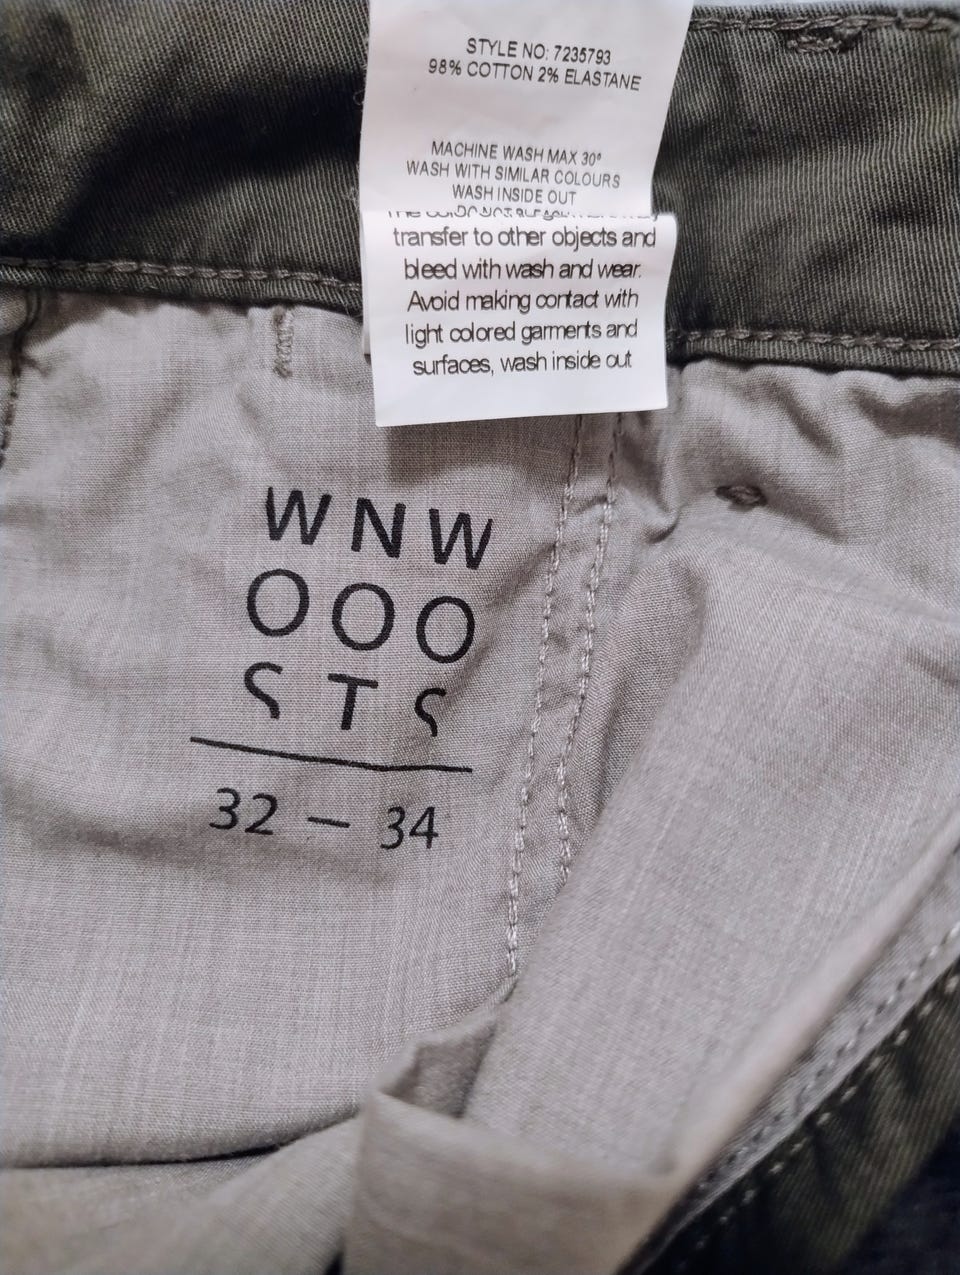 STYLE NO: 7235793
98% COTTON 2% ELASTANE
MACHINE WASH MAX 30°
WASH WITH SIMILAR COLOURS
WASH INSIDE OUT
transfer to other objects and
bleed with wash and wear.
Avoid making contact with
light colored garments and
surfaces, wash inside out
WNW
OOO
STS
32 – 34